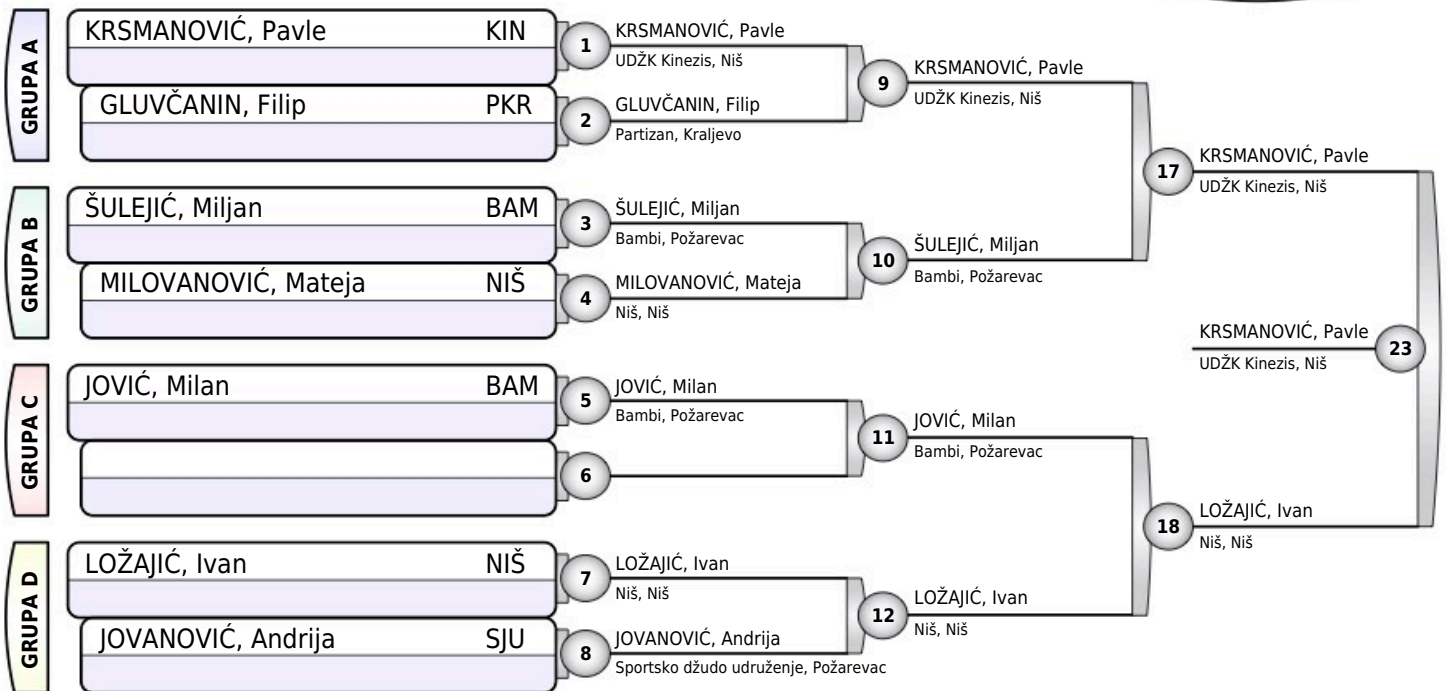 GRUPA A
KRSMANOVIĆ, Pavle KIN
GLUVČANIN, Filip PKR
GRUPA B
ŠULEJIĆ, Miljan BAM
MILOVANOVIĆ, Mateja NIŠ
GRUPA C
JOVIĆ, Milan BAM
GRUPA D
LOŽAJIĆ, Ivan NIŠ
JOVANOVIĆ, Andrija SJU
1
KRSMANOVIĆ, Pavle
UDŽK Kinezis, Niš
2
GLUVČANIN, Filip
Partizan, Kraljevo
3
ŠULEJIĆ, Miljan
Bambi, Požarevac
4
MILOVANOVIĆ, Mateja
Niš, Niš
5
JOVIĆ, Milan
Bambi, Požarevac
6
7
LOŽAJIĆ, Ivan
Niš, Niš
8
JOVANOVIĆ, Andrija
Sportsko džudo udruženje, Požarevac
9
KRSMANOVIĆ, Pavle
UDŽK Kinezis, Niš
10
ŠULEJIĆ, Miljan
Bambi, Požarevac
11
JOVIĆ, Milan
Bambi, Požarevac
12
LOŽAJIĆ, Ivan
Niš, Niš
17
KRSMANOVIĆ, Pavle
UDŽK Kinezis, Niš
18
LOŽAJIĆ, Ivan
Niš, Niš
KRSMANOVIĆ, Pavle
UDŽK Kinezis, Niš
23